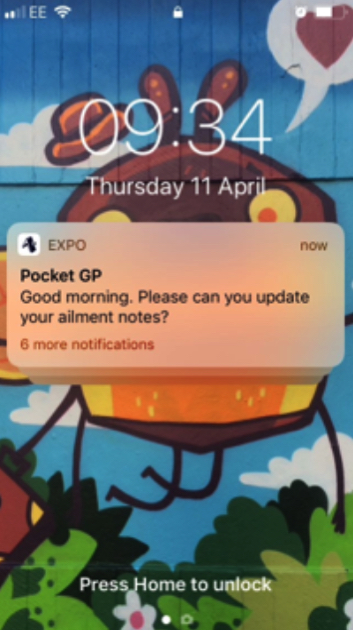 EE
09:34
Thursday 11 April
EXPO
now
Pocket GP
Good morning. Please can you update
your ailment notes?
6 more notifications
Press Home to unlock